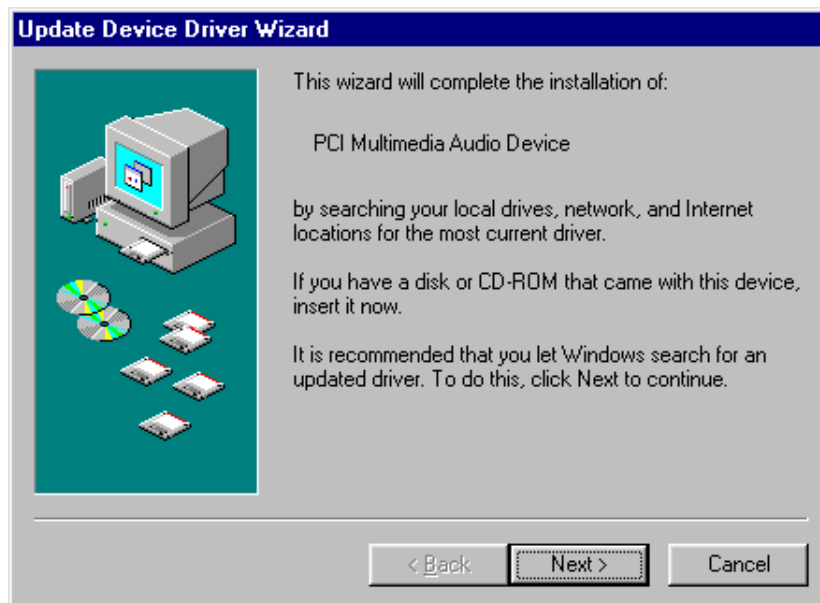 Update Device Driver Wizard
This wizard will complete the installation of:
PCI Multimedia Audio Device
by searching your local drives, network, and Internet
locations for the most current driver.
If you have a disk or CD-ROM that came with this device,
insert it now.
It is recommended that you let Windows search for an
updated driver. To do this, click Next to continue.
< Back
Next >
Cancel